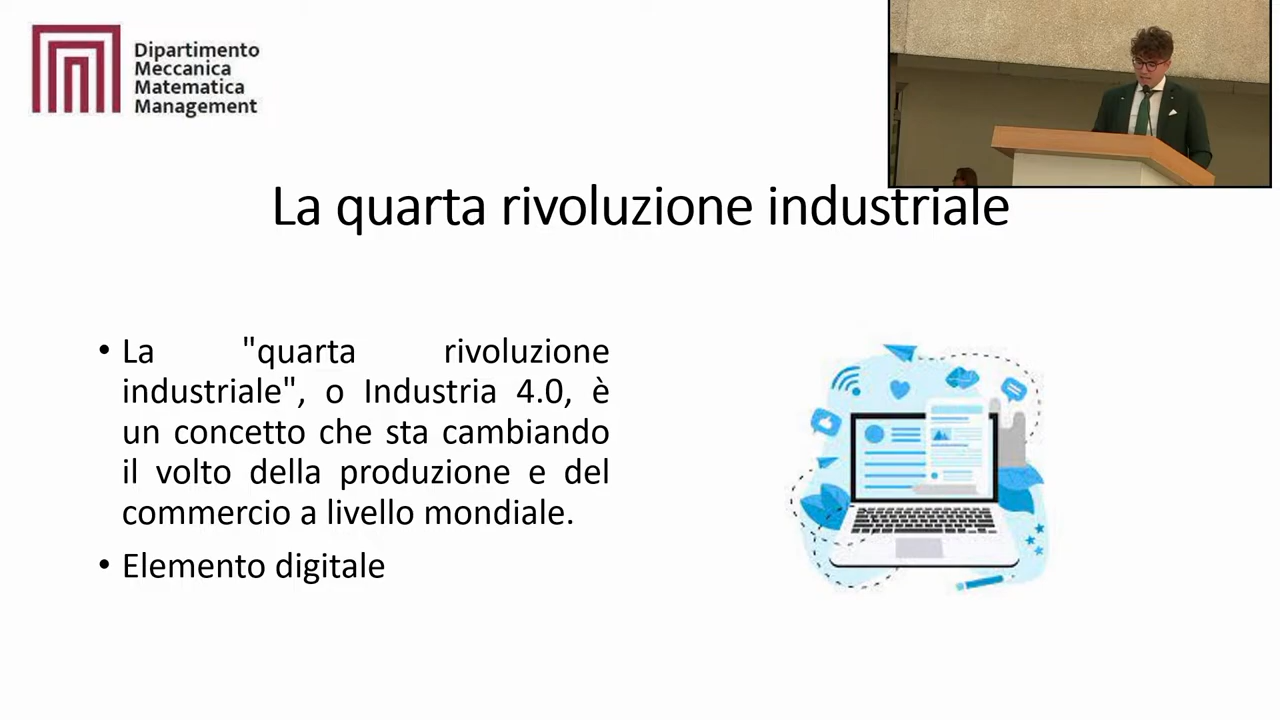 Dipartimento
Meccanica
Matematica
Management
La quarta rivoluzione industriale
• La "quarta rivoluzione
industriale", o Industria 4.0, è
un concetto che sta cambiando
il volto della produzione e del
commercio a livello mondiale.
• Elemento digitale